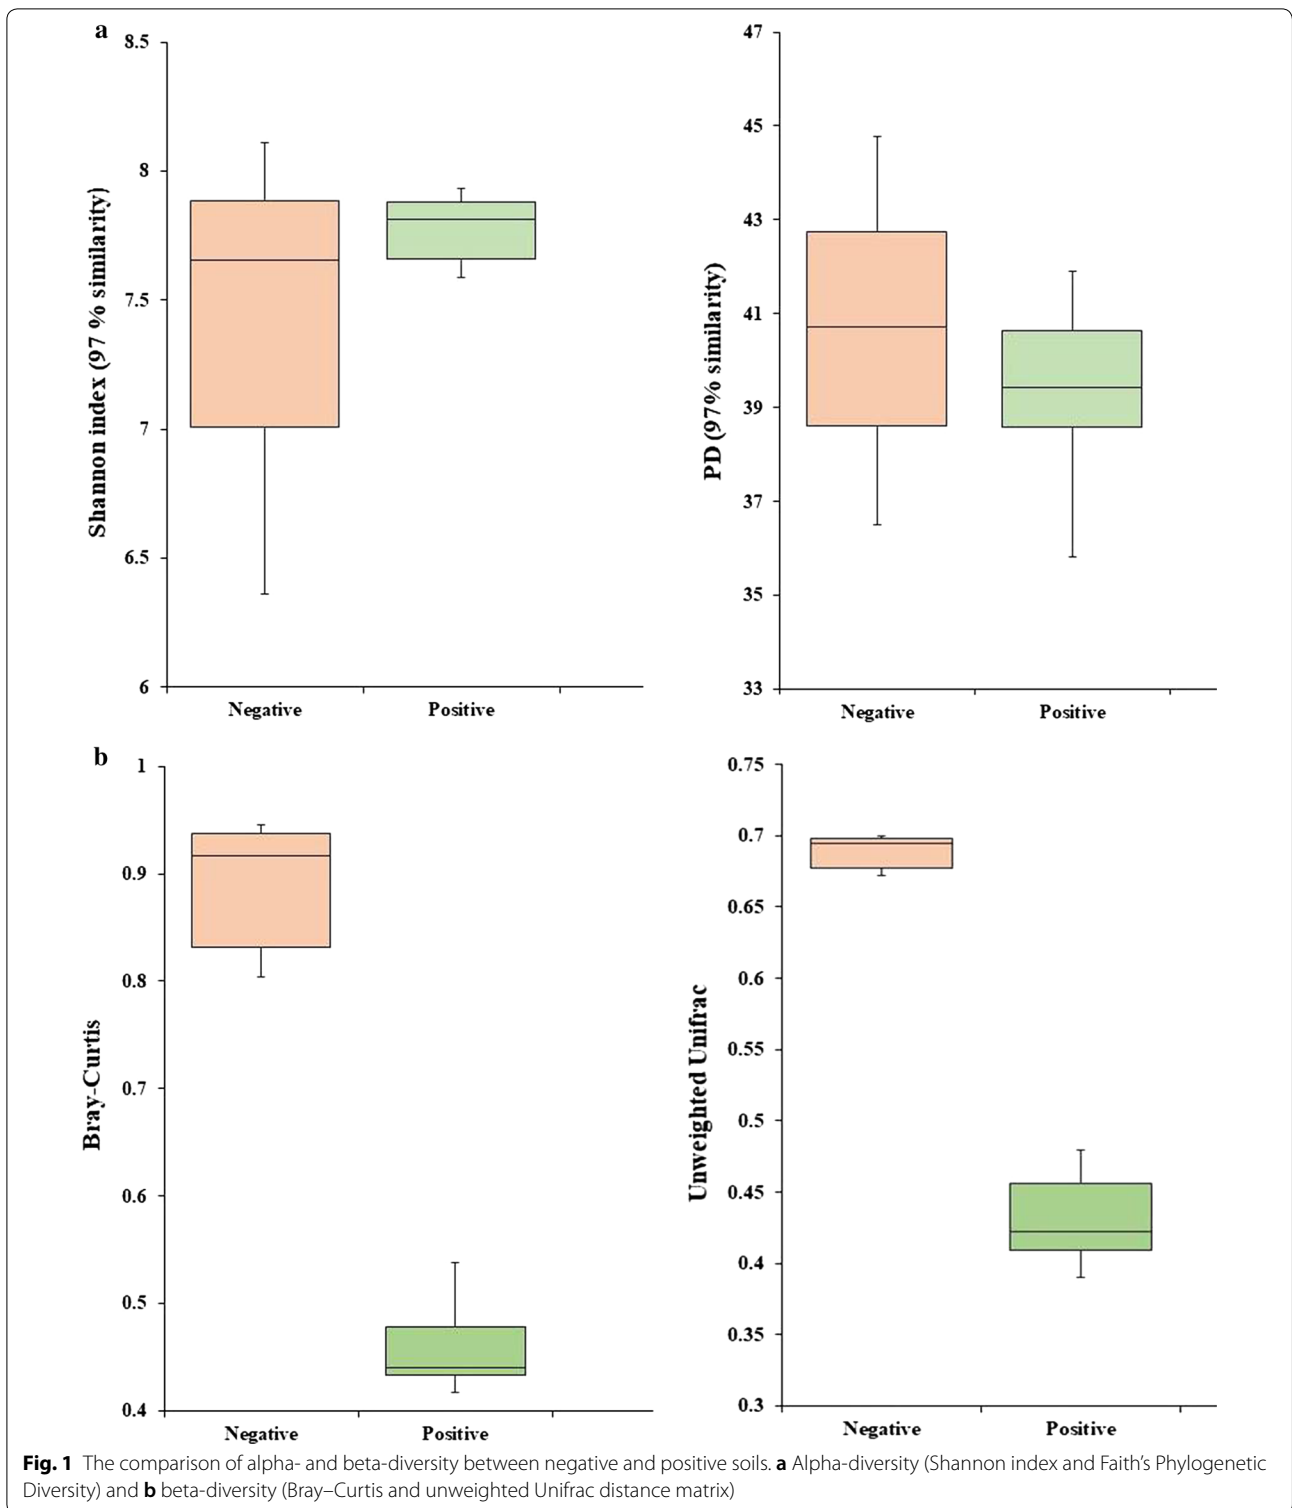 a
8.5
8
7.5
7
6.5
6
Shannon index (97 % similarity)
Negative Positive
47
45
43
41
39
37
35
33
PD (97% similarity)
Negative Positive
b
1
0.9
0.8
0.7
0.6
0.5
0.4
Bray-Curtis
Negative Positive
0.75
0.7
0.65
0.6
0.55
0.5
0.45
0.4
0.35
0.3
Unweighted Unifrac
Negative Positive
Fig. 1 The comparison of alpha- and beta-diversity between negative and positive soils. a Alpha-diversity (Shannon index and Faith's Phylogenetic
Diversity) and b beta-diversity (Bray–Curtis and unweighted Unifrac distance matrix)